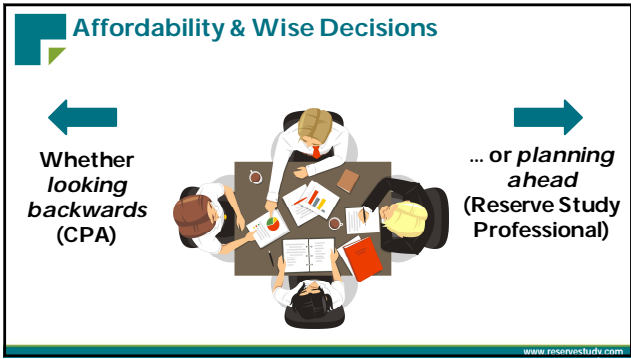 Affordability & Wise Decisions
Whether
looking
backwards
(CPA)
... or planning
ahead
(Reserve Study
Professional)
www.reservestudy.com